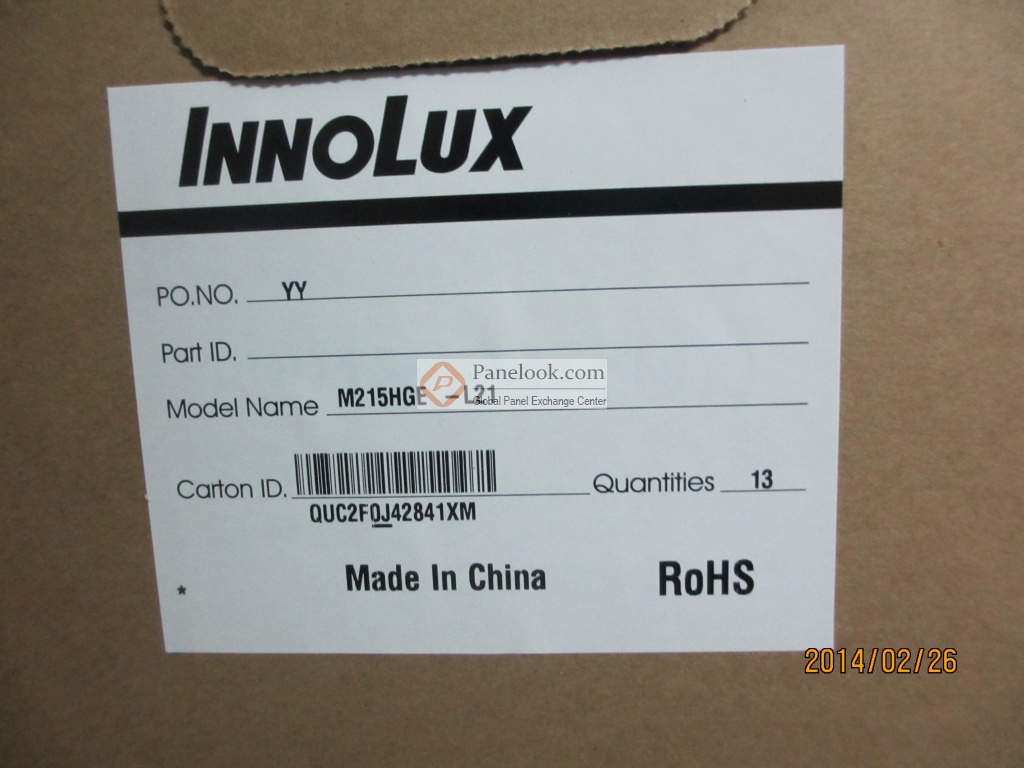 INNOLUX
PO.NO. YY
Part ID.
Panelook.com
Model Name M215HGE -L21
Global Panel Exchange Center
Carton ID. Quantities 13
QUC2F0J42841XM
* Made In China RoHS
2014/02/26